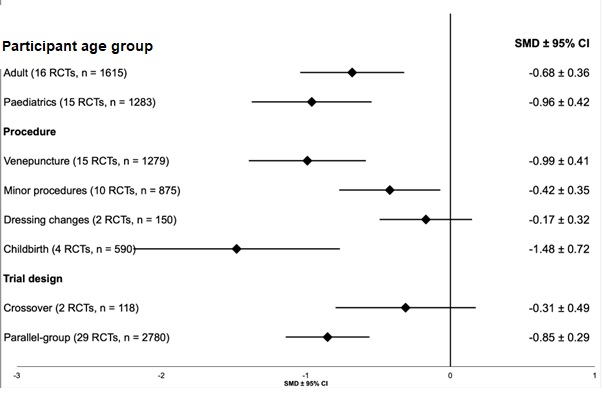 Participant age group SMD ± 95% CI
Adult (16 RCTs, n = 1615) -0.68 ± 0.36
Paediatrics (15 RCTs, n = 1283) -0.96 ± 0.42
Procedure
Venepuncture (15 RCTs, n = 1279) -0.99 ± 0.41
Minor procedures (10 RCTs, n = 875) -0.42 ± 0.35
Dressing changes (2 RCTs, n = 150) -0.17 ± 0.32
Childbirth (4 RCTs, n = 590) -1.48 ± 0.72
Trial design
Crossover (2 RCTs, n = 118) -0.31 ± 0.49
Parallel-group (29 RCTs, n = 2780) -0.85 ± 0.29
-3 -2 -1 0 1
SMD ± 95% CI